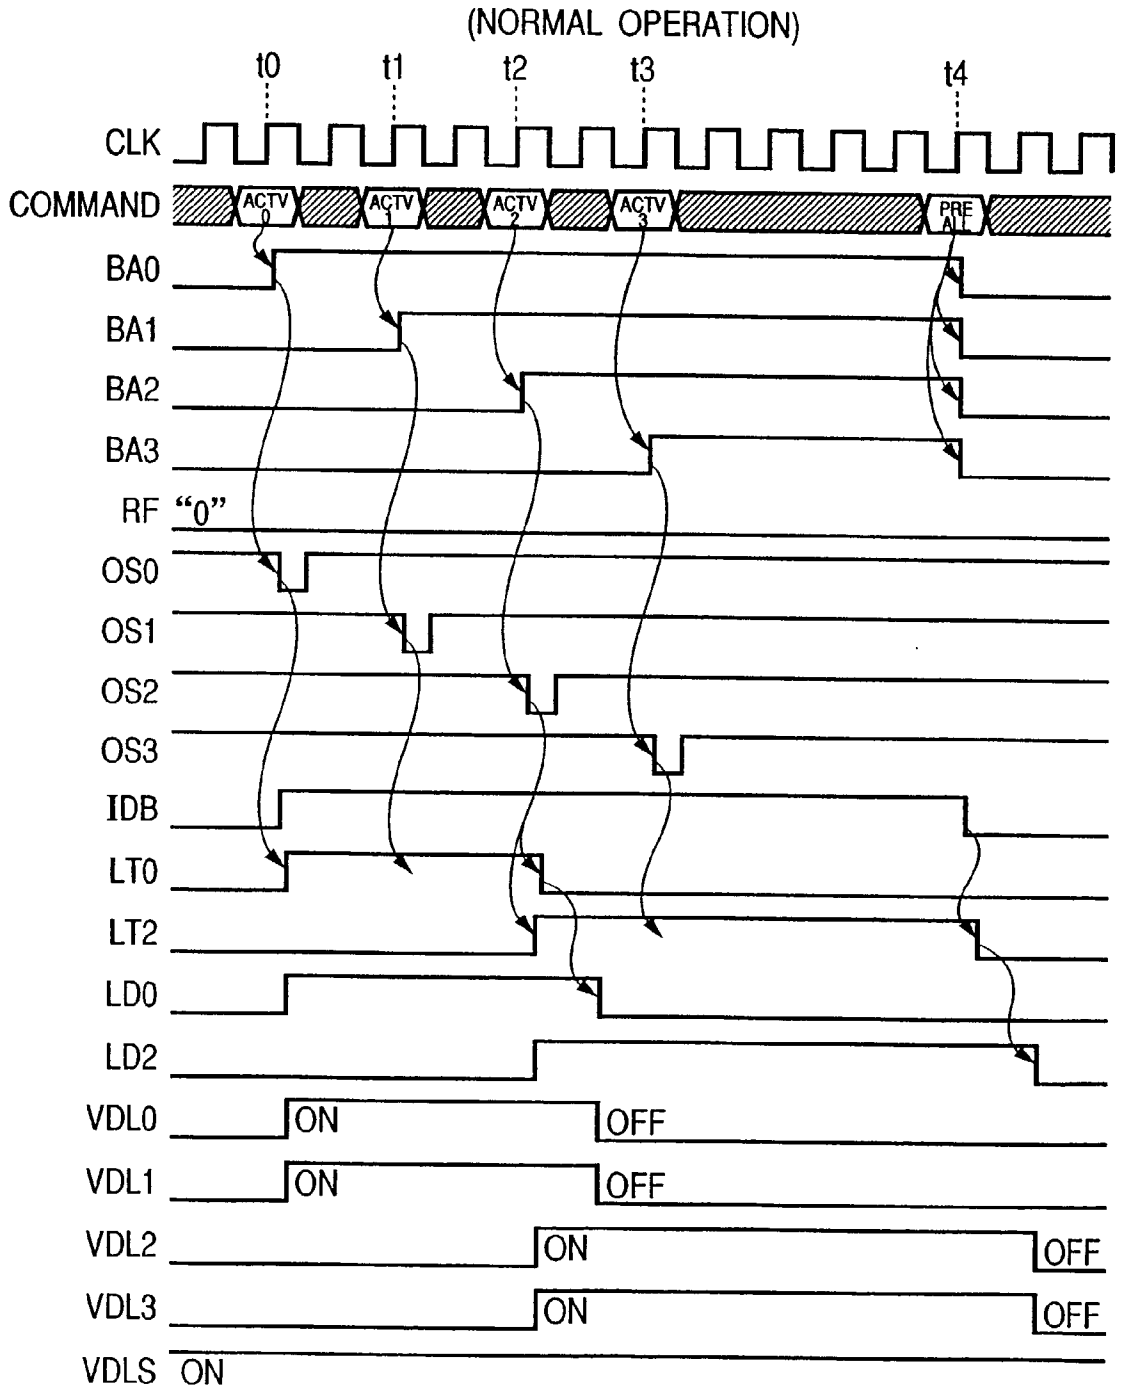 (NORMAL OPERATION)
t0 t1 t2 t3 t4
CLK
COMMAND ACTV 0 ACTV 1 ACTV 2 ACTV 3 PRE ALL
BA0
BA1
BA2
BA3
RF “0”
OS0
OS1
OS2
OS3
IDB
LT0
LT2
LD0
LD2
VDL0 ON OFF
VDL1 ON OFF
VDL2 ON OFF
VDL3 ON OFF
VDLS ON